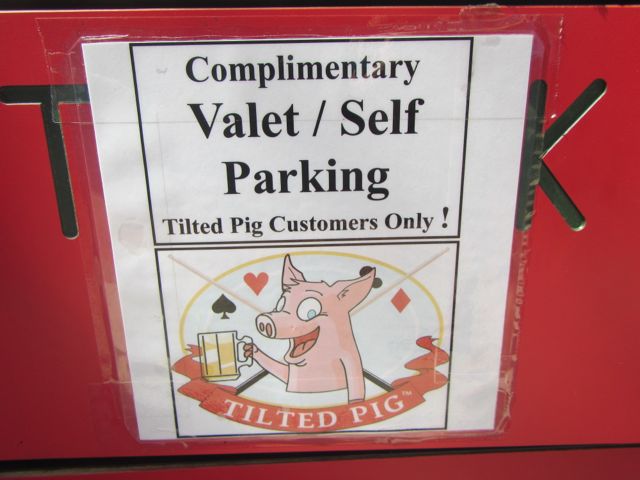 Complimentary
Valet / Self
Parking
Tilted Pig Customers Only !
TILTED PIG™
T K